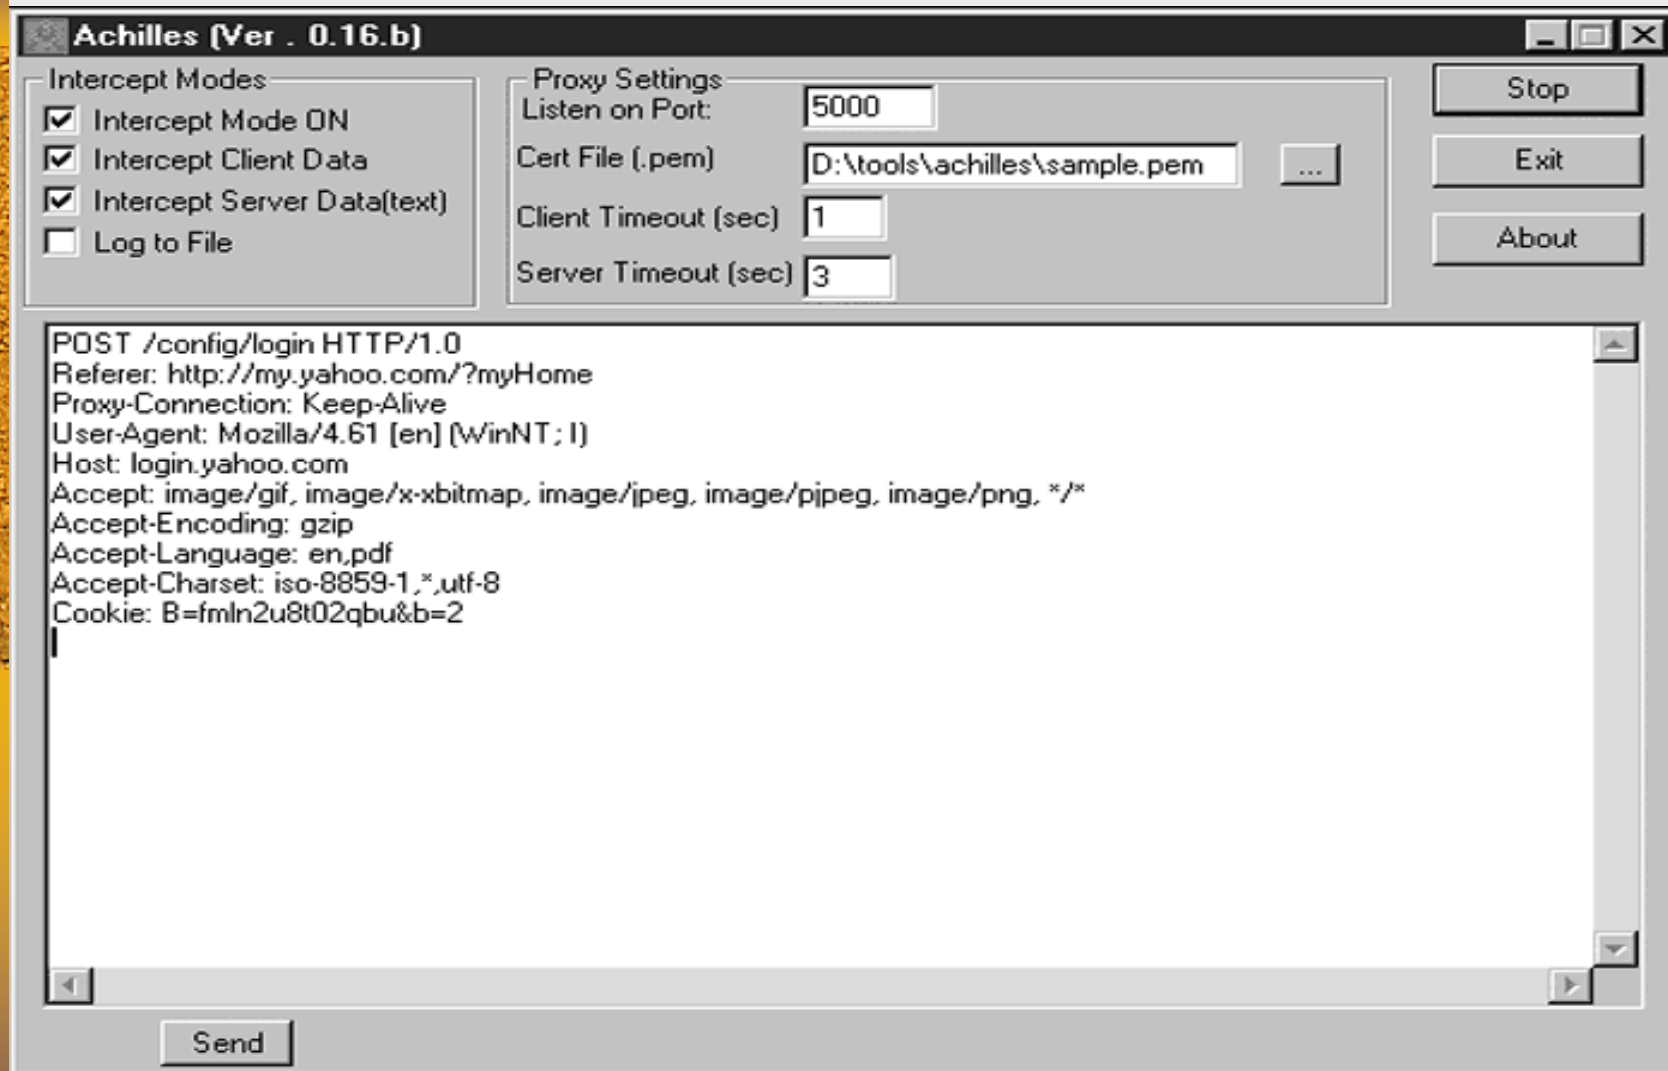 Achilles (Ver . 0.16.b)
Intercept Modes
Intercept Mode ON
Intercept Client Data
Intercept Server Data(text)
Log to File
Proxy Settings
Listen on Port: 5000
Cert File (.pem) D:\tools\achilles\sample.pem ...
Client Timeout (sec) 1
Server Timeout (sec) 3
Stop
Exit
About
POST /config/login HTTP/1.0
Referer: http://my.yahoo.com/?myHome
Proxy-Connection: Keep-Alive
User-Agent: Mozilla/4.61 [en] (WinNT; I)
Host: login.yahoo.com
Accept: image/gif, image/x-xbitmap, image/jpeg, image/pjpeg, image/png, */*
Accept-Encoding: gzip
Accept-Language: en,pdf
Accept-Charset: iso-8859-1,*,utf-8
Cookie: B=fmln2u8t02qbu&b=2
Send